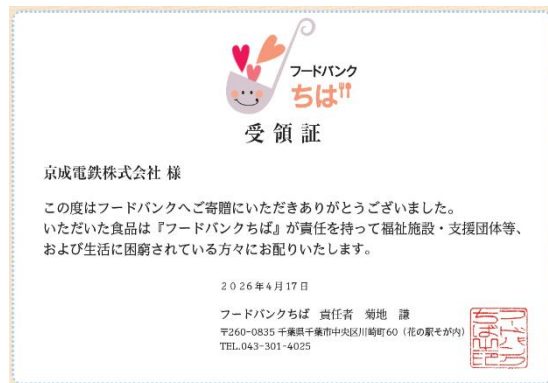 フードバンク
ちば
受領証
京成電鉄株式会社 様
この度はフードバンクへご寄贈にいただきありがとうございました。
いただいた食品は『フードバンクちば』が責任を持って福祉施設・支援団体等、
および生活に困窮されている方々にお配りいたします。
2026年4月17日
フードバンクちば 責任者 菊地 謙
〒260-0835 千葉県千葉市中央区川崎町60（花の駅そが内）
TEL.043-301-4025